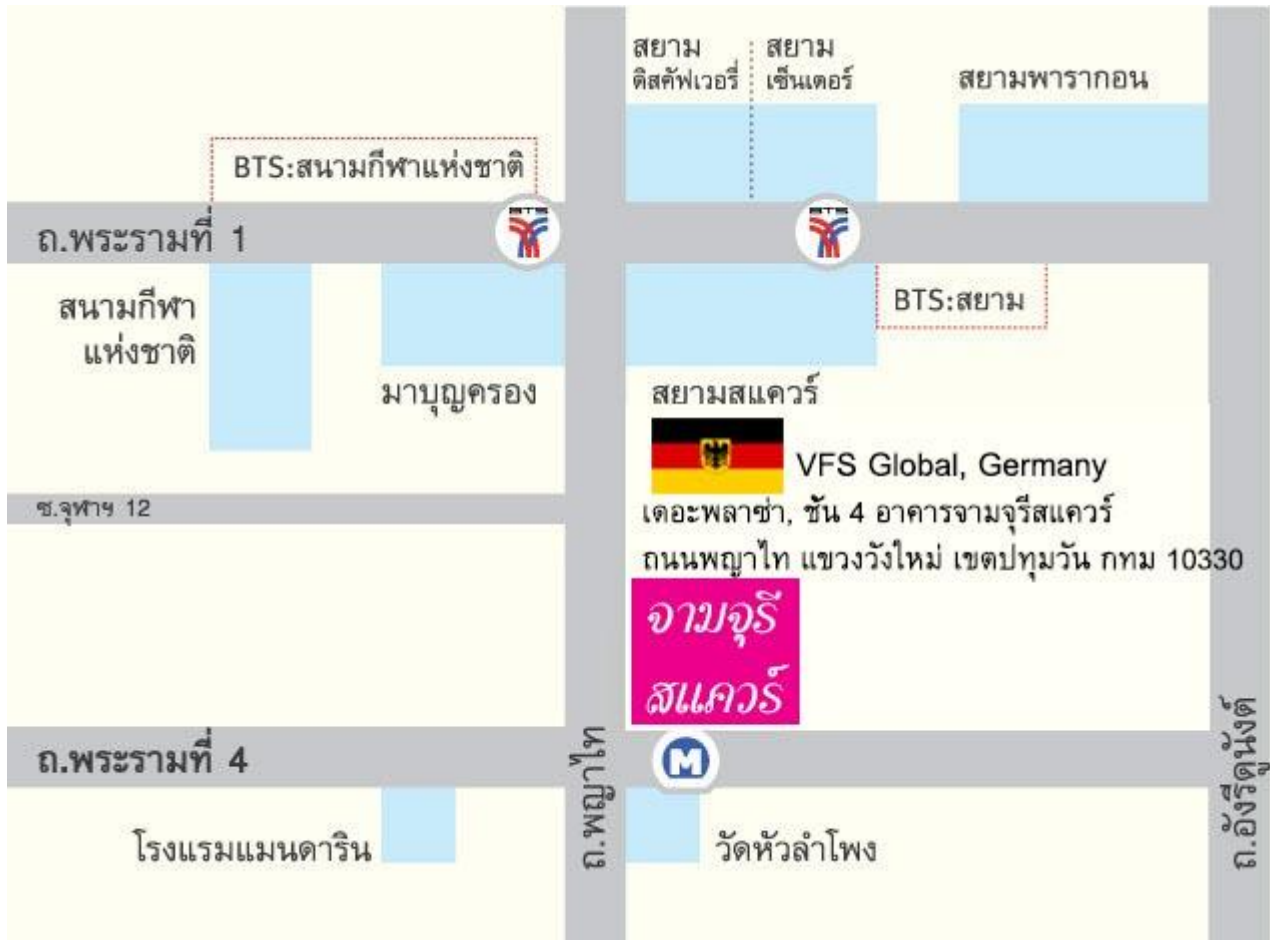 สยาม
ดิสคัฟเวอรี่
สยาม
เซ็นเตอร์
สยามพารากอน
BTS:สนามกีฬาแห่งชาติ
BTS
BTS
ถ.พระรามที่ 1
สนามกีฬา
แห่งชาติ
BTS:สยาม
มาบุญครอง
สยามสแควร์
VFS Global, Germany
ซ.จุฬาฯ 12
เดอะพลาซ่า, ชั้น 4 อาคารจามจุรีสแควร์
ถนนพญาไท แขวงวังใหม่ เขตปทุมวัน กทม 10330
จามจุรี
สแควร์
ถ.พระรามที่ 4
M
ถ.พญาไท
ถ.อังรีดูนังต์
โรงแรมแมนดาริน
วัดหัวลำโพง